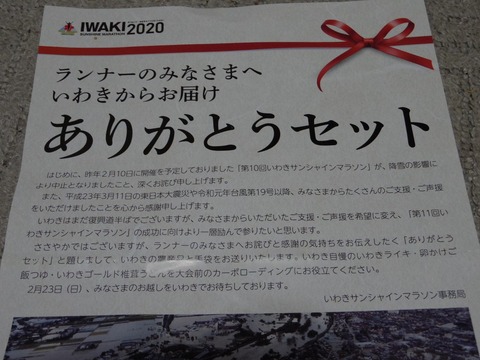 IWAKI 2020
SUNSHINE MARATHON
ランナーのみなさまへ
いわきからお届け
ありがとうセット
はじめに、昨年2月10日に開催を予定しておりました「第10回いわきサンシャインマラソン」が、降雪の影響に
より中止となりましたこと、深くお詫び申し上げます。
また、平成23年3月11の東日本大震災や令和元年台風第19号以降、みなさまからたくさんのご支援・ご声援
をいただけましたことを心から感謝申し上げます。
いわきはまだ復興途半ばでございますが、みなさまからいただいたご支援・ご声援を希望に変え、「第11回い
わきサンシャインマラソン」の成功に向けより一層励んで参りたいと思います。
ささやかではございますが、ランナーのみなさまへお詫びと感謝の気持ちをお伝えしたく「ありがとう
セット」と題しまして、いわきの農産品と手袋をお送りいたします。いわき自慢のいわきライキ・卵かけご
飯つゆ・いわきゴールド椎茸うどんを大会前のカーボローディングにお役立てください。
2月23日（日）、みなさまのお越しをいわきでお待ちしております。
いわきサンシャインマラソン事務局